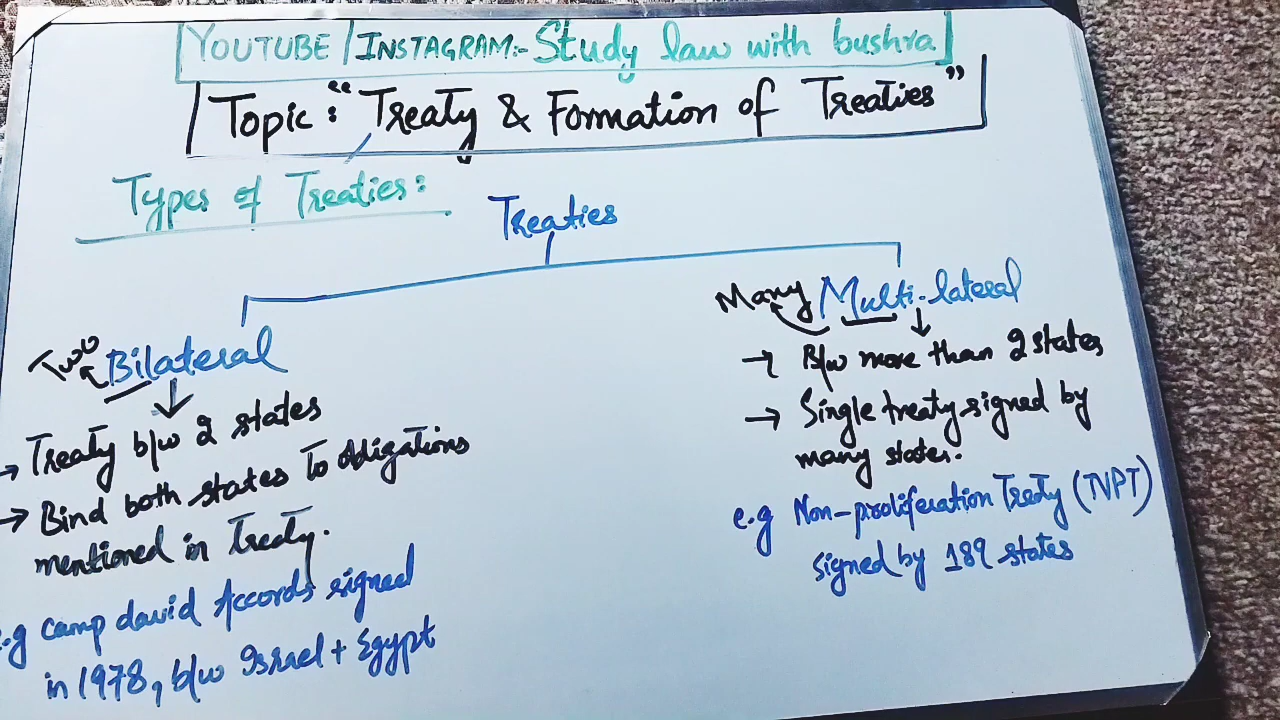 YOUTUBE/INSTAGRAM:- Study law with bushra
Topic: "Treaty & Formation of Treaties"
Types of Treaties:
Treaties
Two Bilateral
→ Treaty b/w 2 states
→ Bind both states to obligations
mentioned in Treaty.
e.g camp david Accords signed
in 1978, b/w Israel + Egypt
Many Multi-lateral
→ B/w more than 2 states
→ Single treaty signed by
many states.
e.g Non-proliferation Treaty (TNPT)
signed by 189 states